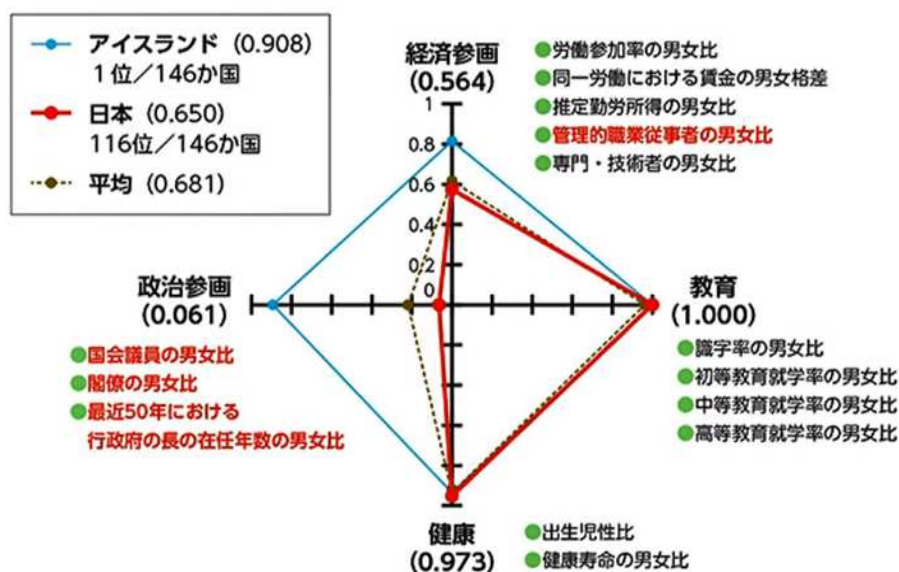 アイスランド（0.908）
1位／146か国
日本（0.650）
116位／146か国
平均（0.681）
経済参画
(0.564)
労働参加率の男女比
同一労働における賃金の男女格差
推定勤労所得の男女比
管理的職業従事者の男女比
専門・技術者の男女比
1
0.8
0.6
0.4
0.2
0
政治参画
(0.061)
国会議員の男女比
閣僚の男女比
最近50年における
行政府の長の在任年数の男女比
教育
(1.000)
識字率の男女比
初等教育就学率の男女比
中等教育就学率の男女比
高等教育就学率の男女比
健康
(0.973)
出生児性比
健康寿命の男女比